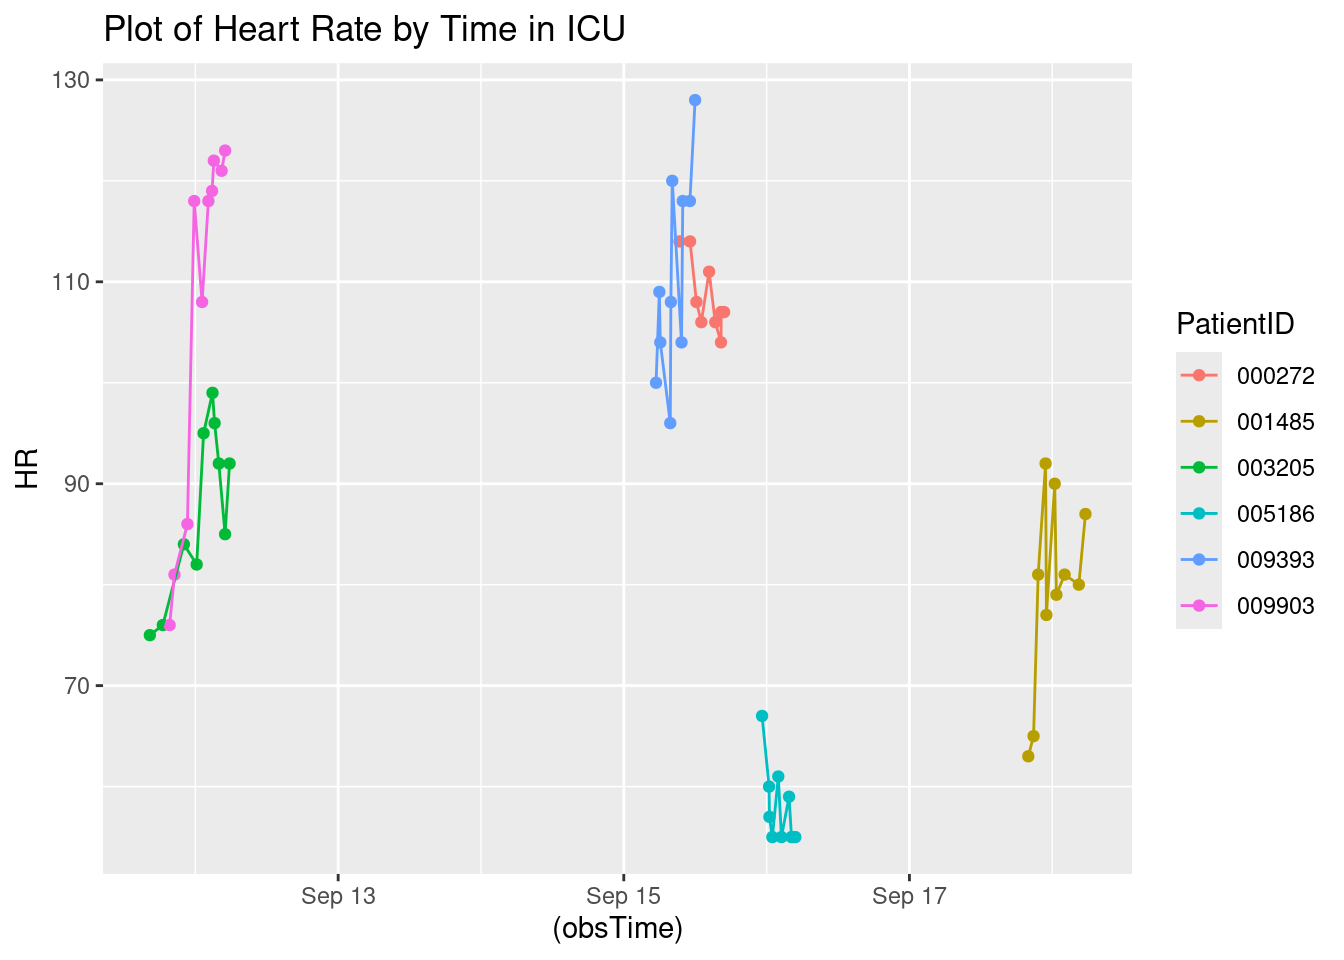 Plot of Heart Rate by Time in ICU
130
110
90
70
HR
Sep 13
Sep 15
Sep 17
(obsTime)
PatientID
000272
001485
003205
005186
009393
009903